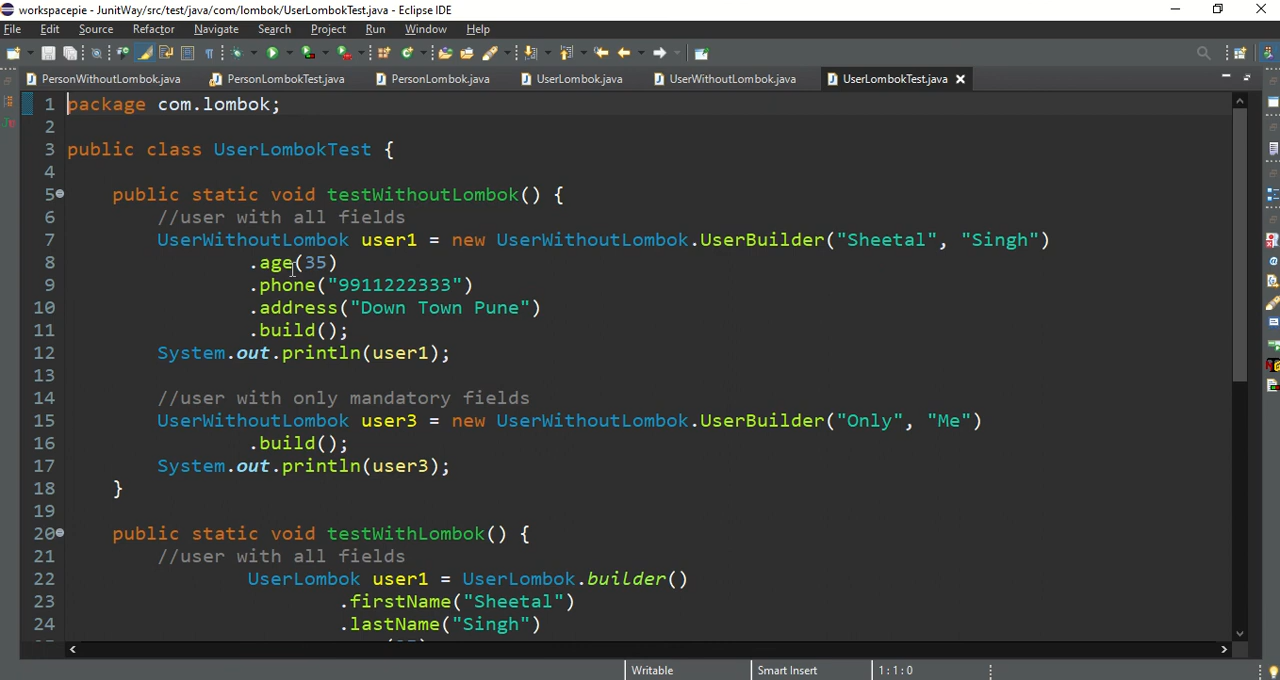 workspacepie - JunitWay/src/test/java/com/lombok/UserLombokTest.java - Eclipse IDE
File Edit Source Refactor Navigate Search Project Run Window Help
PersonWithoutLombok.java PersonLombokTest.java PersonLombok.java UserLombok.java UserWithoutLombok.java UserLombokTest.java
1 package com.lombok;
2
3 public class UserLombokTest {
4
5 public static void testWithoutLombok() {
6 //user with all fields
7 UserWithoutLombok user1 = new UserWithoutLombok.UserBuilder("Sheetal", "Singh")
8 .age(35)
9 .phone("9911222333")
10 .address("Down Town Pune")
11 .build();
12 System.out.println(user1);
13
14 //user with only mandatory fields
15 UserWithoutLombok user3 = new UserWithoutLombok.UserBuilder("Only", "Me")
16 .build();
17 System.out.println(user3);
18 }
19
20 public static void testWithLombok() {
21 //user with all fields
22 UserLombok user1 = UserLombok.builder()
23 .firstName("Sheetal")
24 .lastName("Singh")
Writable Smart Insert 1:1:0